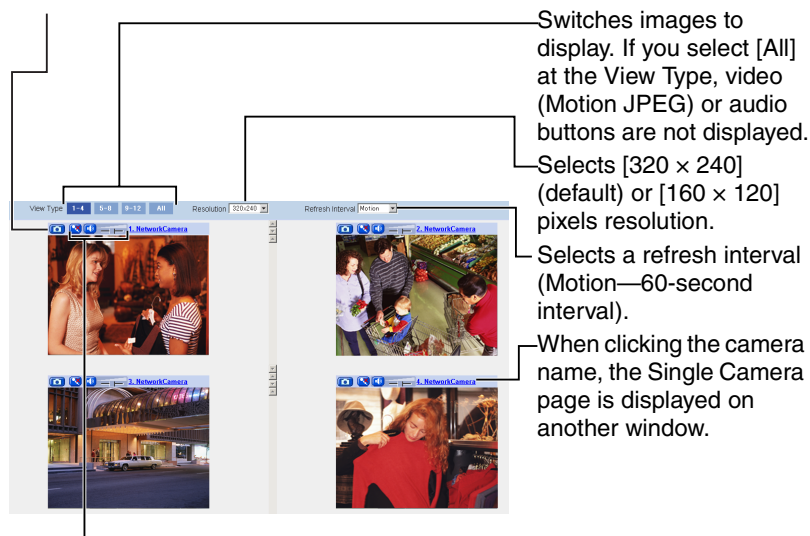 Switches images to
display. If you select [All]
at the View Type, video
(Motion JPEG) or audio
buttons are not displayed.
Selects [320 × 240]
(default) or [160 × 120]
pixels resolution.
Selects a refresh interval
(Motion—60-second
interval).
When clicking the camera
name, the Single Camera
page is displayed on
another window.
View Type 1-4 5-8 9-12 All Resolution 320x240 Refresh Interval Motion
1. NetworkCamera
2. NetworkCamera
3. NetworkCamera
4. NetworkCamera